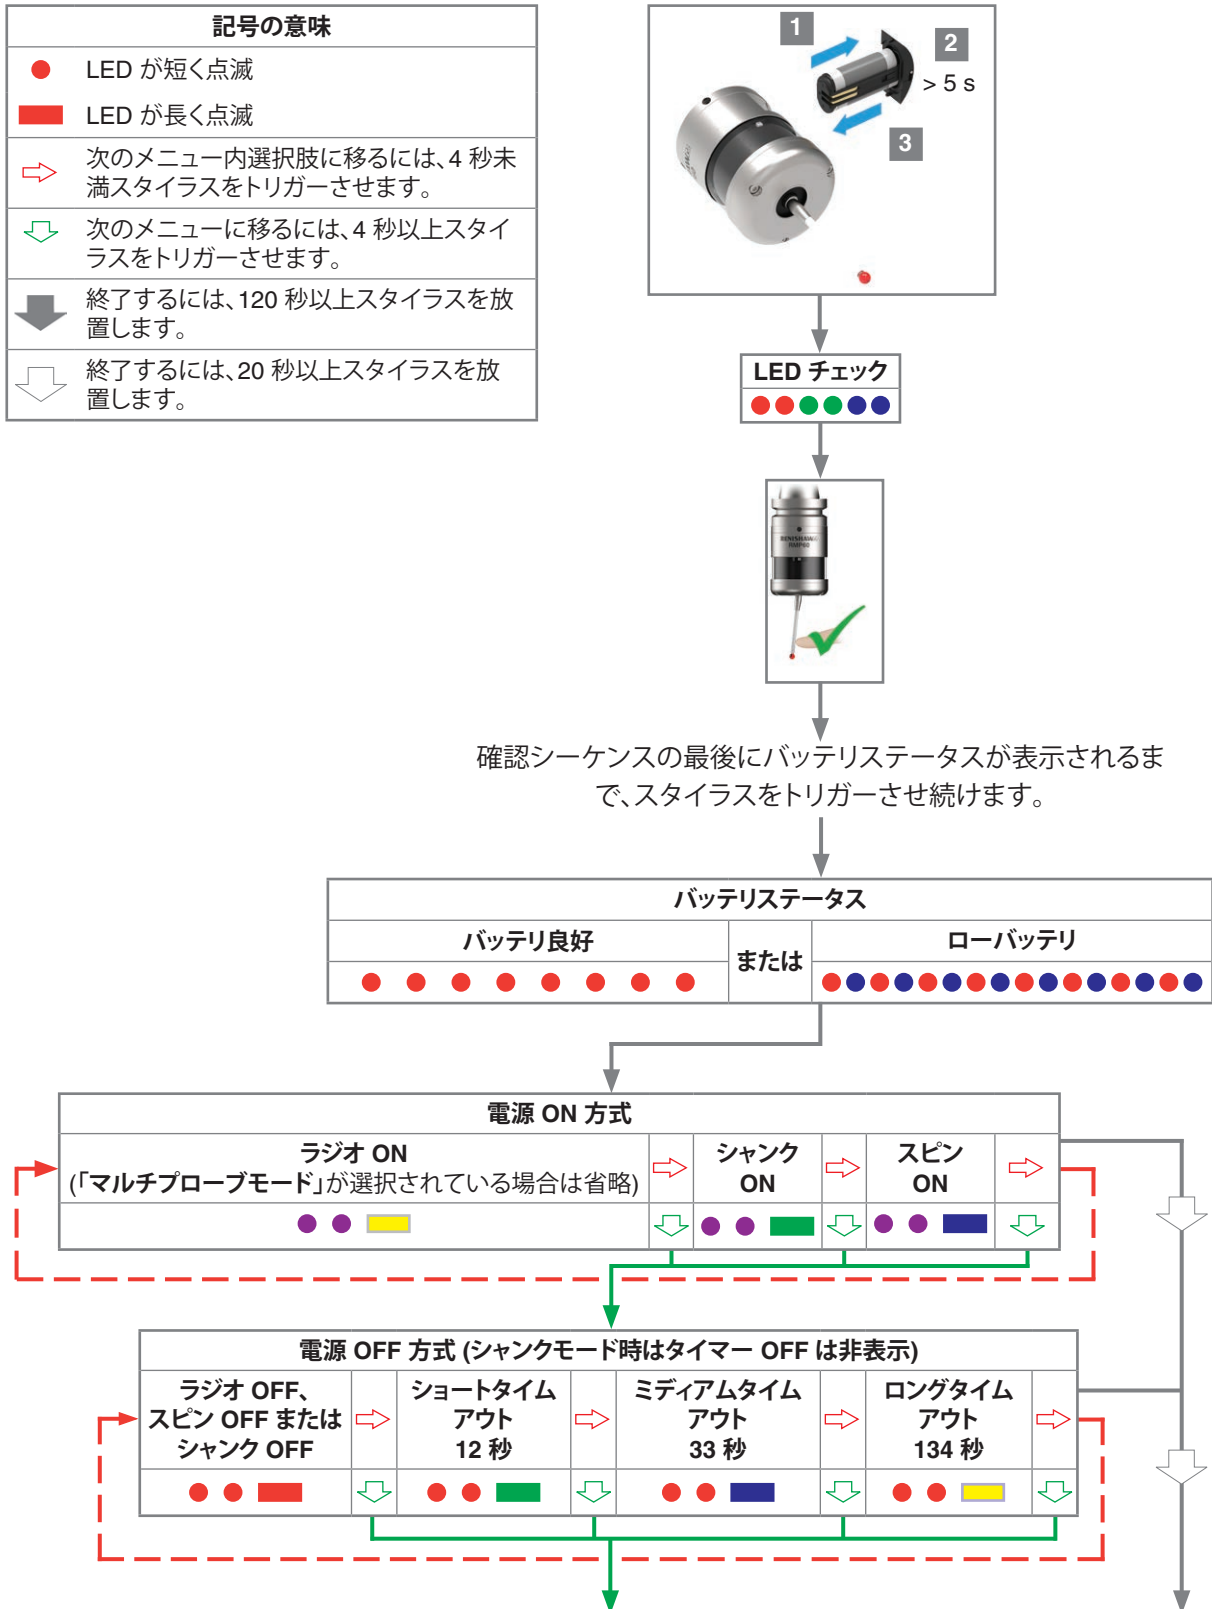 記号の意味
LED が短く点滅
LED が長く点滅
次のメニュー内選択肢に移るには、4 秒未
満スタイラスをトリガーさせます。
次のメニューに移るには、4 秒以上スタイ
ラスをトリガーさせます。
終了するには、120 秒以上スタイラスを放
置します。
終了するには、20 秒以上スタイラスを放
置します。
1
2
> 5 s
3
LED チェック
RENISHAW
RMP60
確認シーケンスの最後にバッテリステータスが表示されるま
で、スタイラスをトリガーさせ続けます。
バッテリステータス
バッテリ良好
または
ローバッテリ
電源 ON 方式
ラジオ ON
(「マルチプローブモード」が選択されている場合は省略)
シャンク
ON
スピン
ON
電源 OFF 方式 (シャンクモード時はタイマー OFF は非表示)
ラジオ OFF、
スピン OFF または
シャンク OFF
ショートタイム
アウト
12 秒
ミディアムタイム
アウト
33 秒
ロングタイム
アウト
134 秒